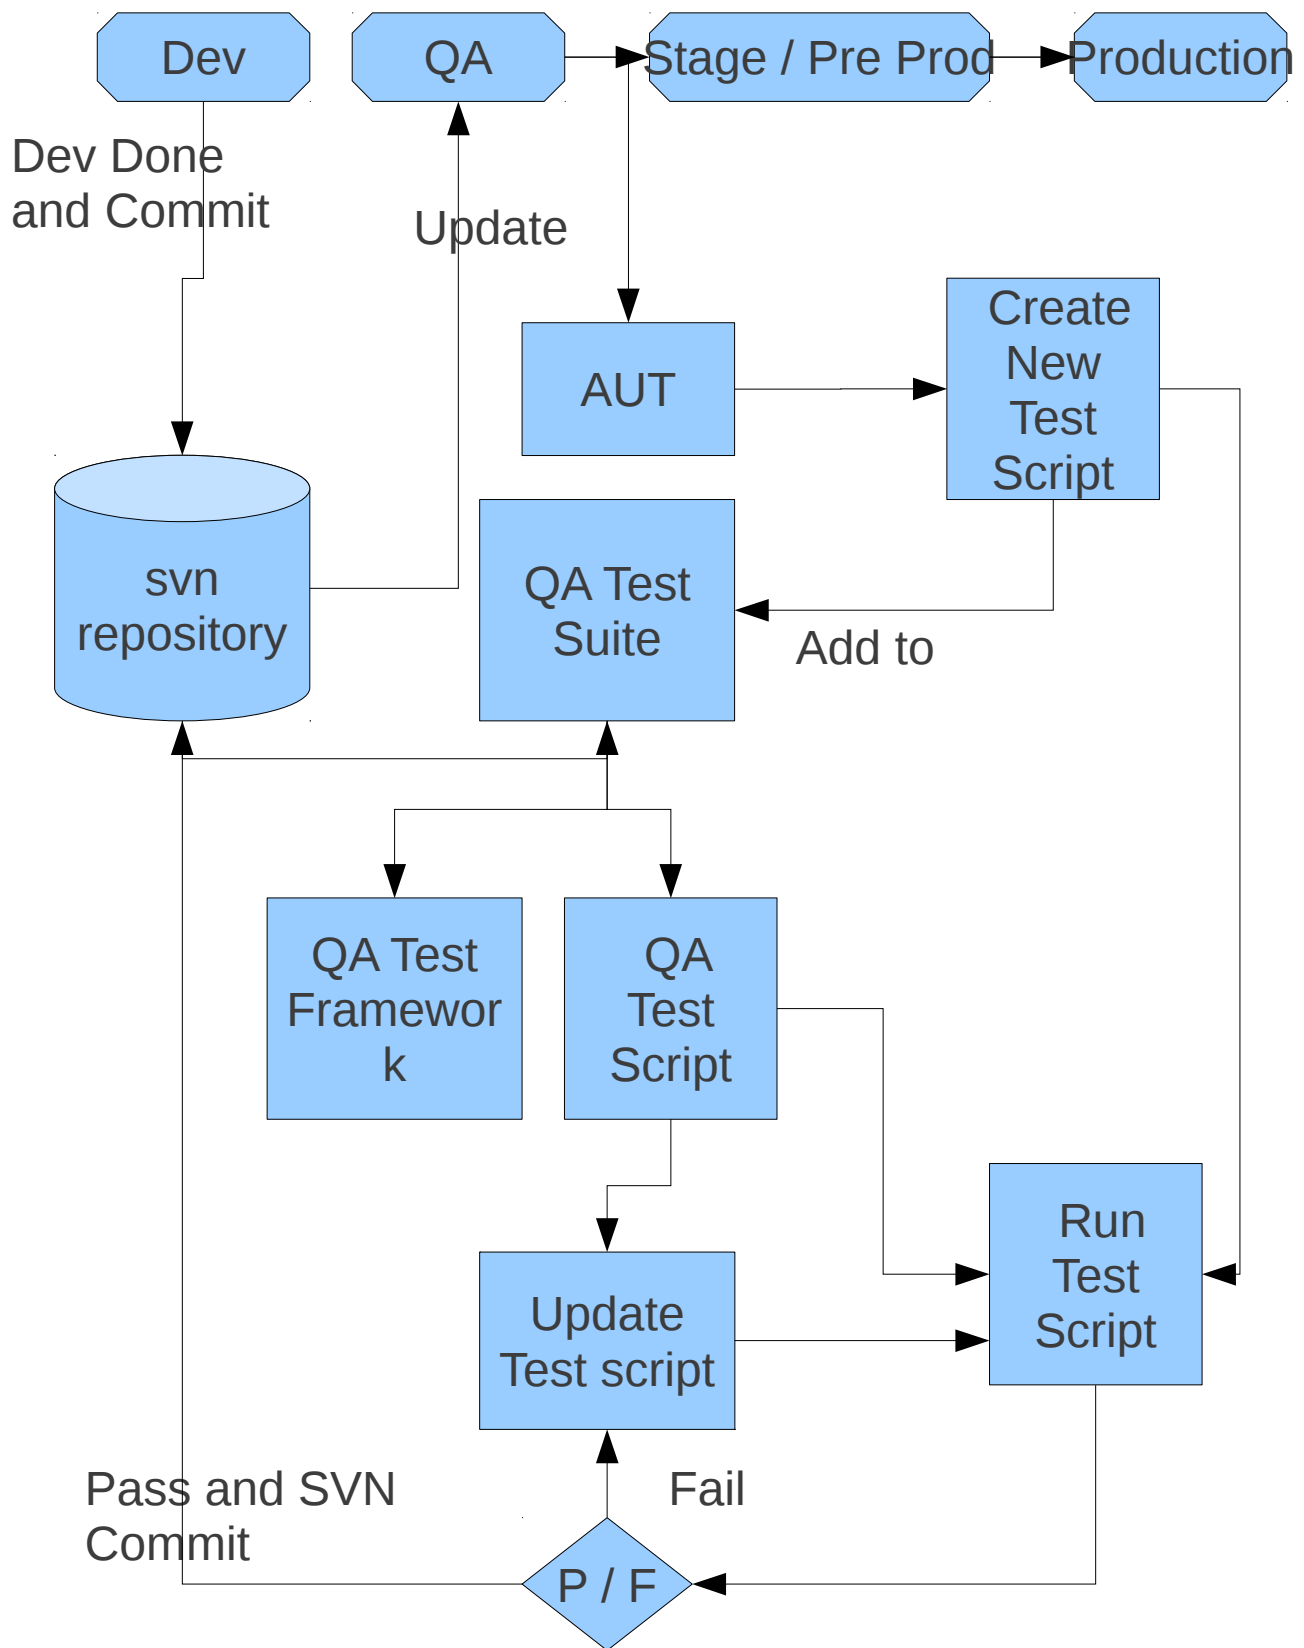 Dev
QA
Stage / Pre Prod
Production
Dev Done
and Commit
Update
Create
New
Test
Script
AUT
svn
repository
QA Test
Suite
Add to
QA Test
Framewor
k
QA
Test
Script
Run
Test
Script
Update
Test script
Pass and SVN
Commit
Fail
P / F